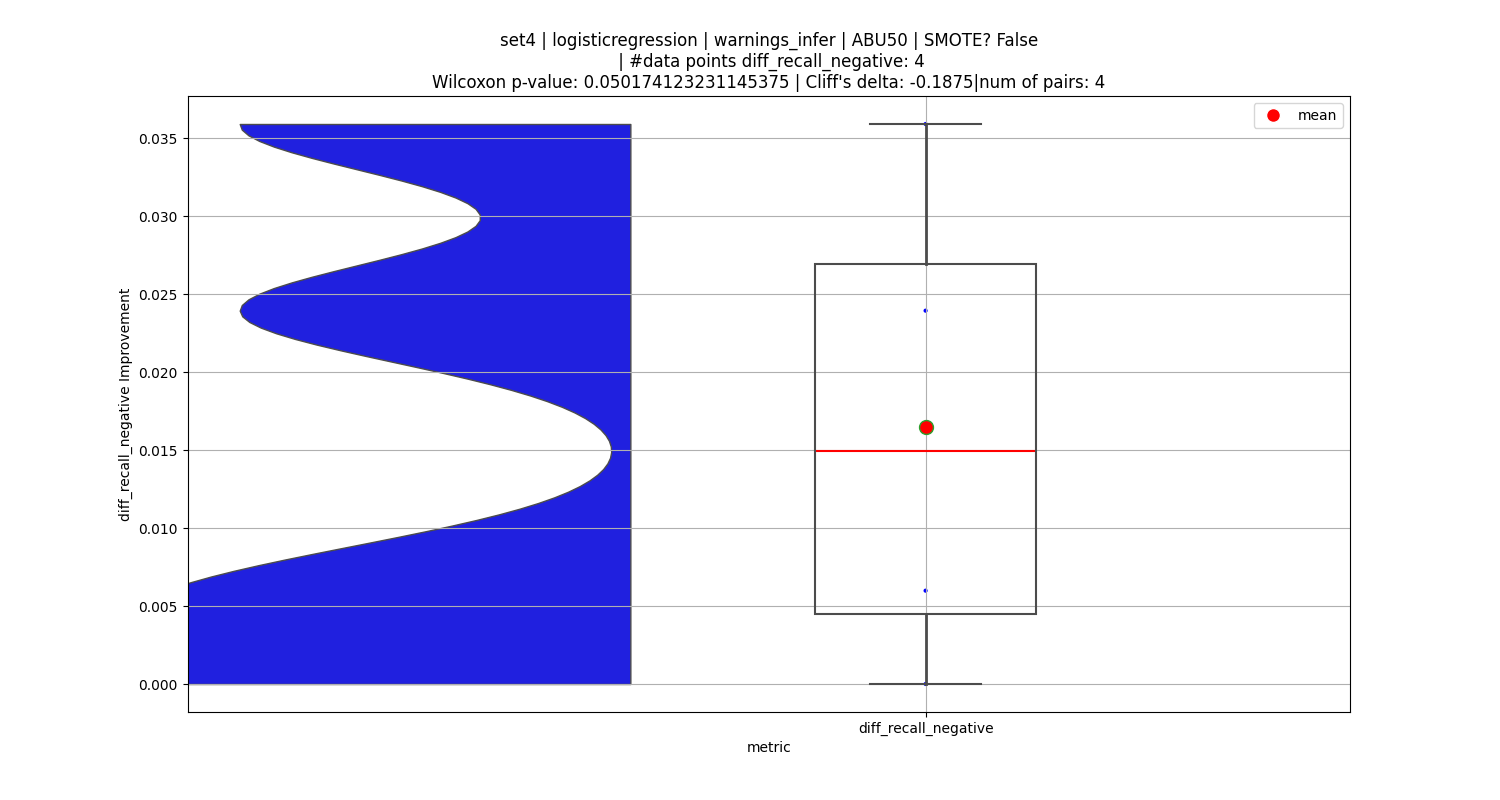 set4 | logisticregression | warnings_infer | ABU50 | SMOTE? False
| #data points diff_recall_negative: 4
Wilcoxon p-value: 0.050174123231145375 | Cliff's delta: -0.1875|num of pairs: 4
mean
0.035
0.030
0.025
0.020
0.015
0.010
0.005
0.000
diff_recall_negative Improvement
diff_recall_negative
metric